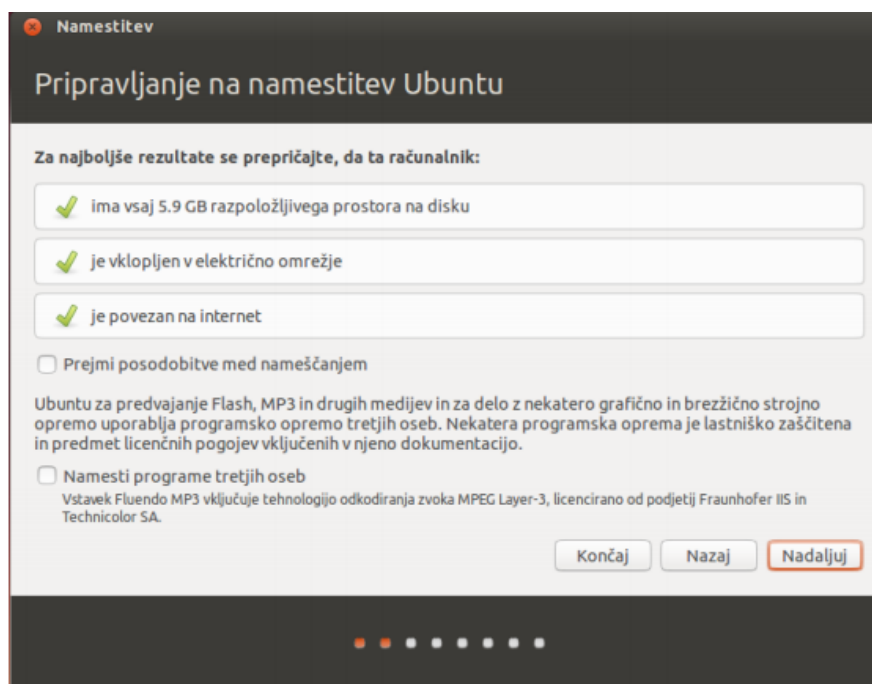 Namestitev
Pripravljanje na namestitev Ubuntu
Za najboljše rezultate se prepričajte, da ta računalnik:
ima vsaj 5.9 GB razpoložljivega prostora na disku
je vklopljen v električno omrežje
je povezan na internet
Prejmi posodobitve med nameščanjem
Ubuntu za predvajanje Flash, MP3 in drugih medijev in za delo z nekatero grafično in brezžično strojno
opremo uporablja programsko opremo tretjih oseb. Nekatera programska oprema je lastniško zaščitena
in predmet licenčnih pogojev vključenih v njeno dokumentacijo.
Namesti programe tretjih oseb
Vstavek Fluendo MP3 vključuje tehnologijo odkodiranja zvoka MPEG Layer-3, licencirano od podjetij Fraunhofer IIS in
Technicolor SA.
Končaj Nazaj Nadaljuj